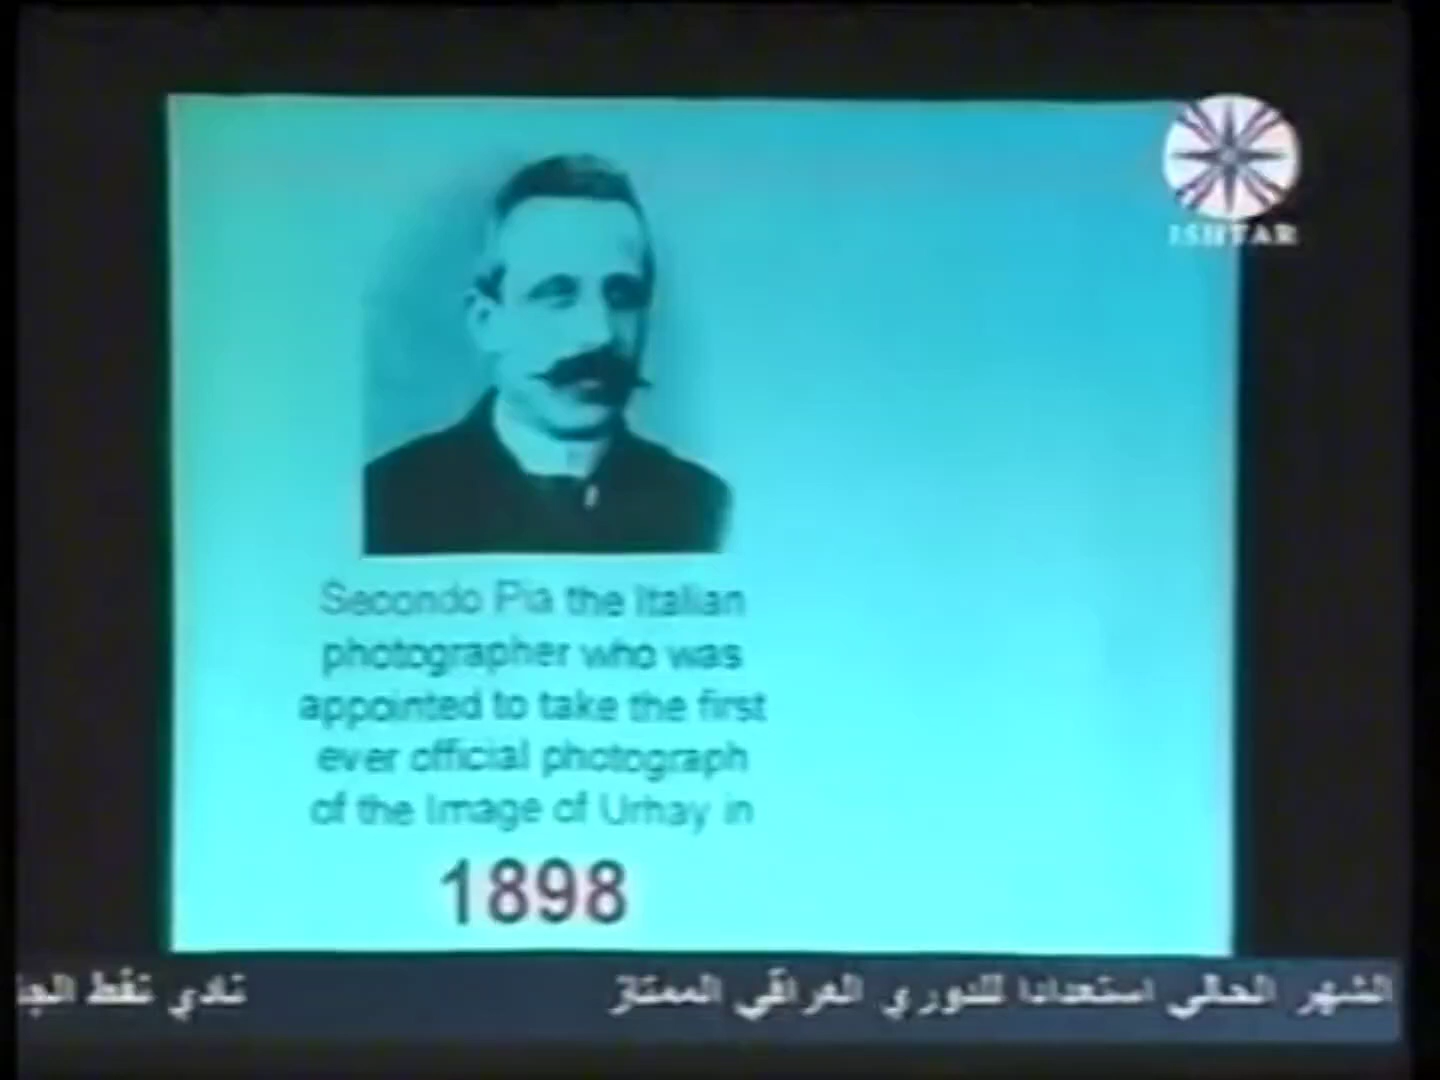 ISHTAR
Secondo Pia the Italian
photographer who was
appointed to take the first
ever official photograph
of the Image of Urhay in
1898
الشهر الحالي استعدادا للدوري العراقي الممتاز نادي نفط